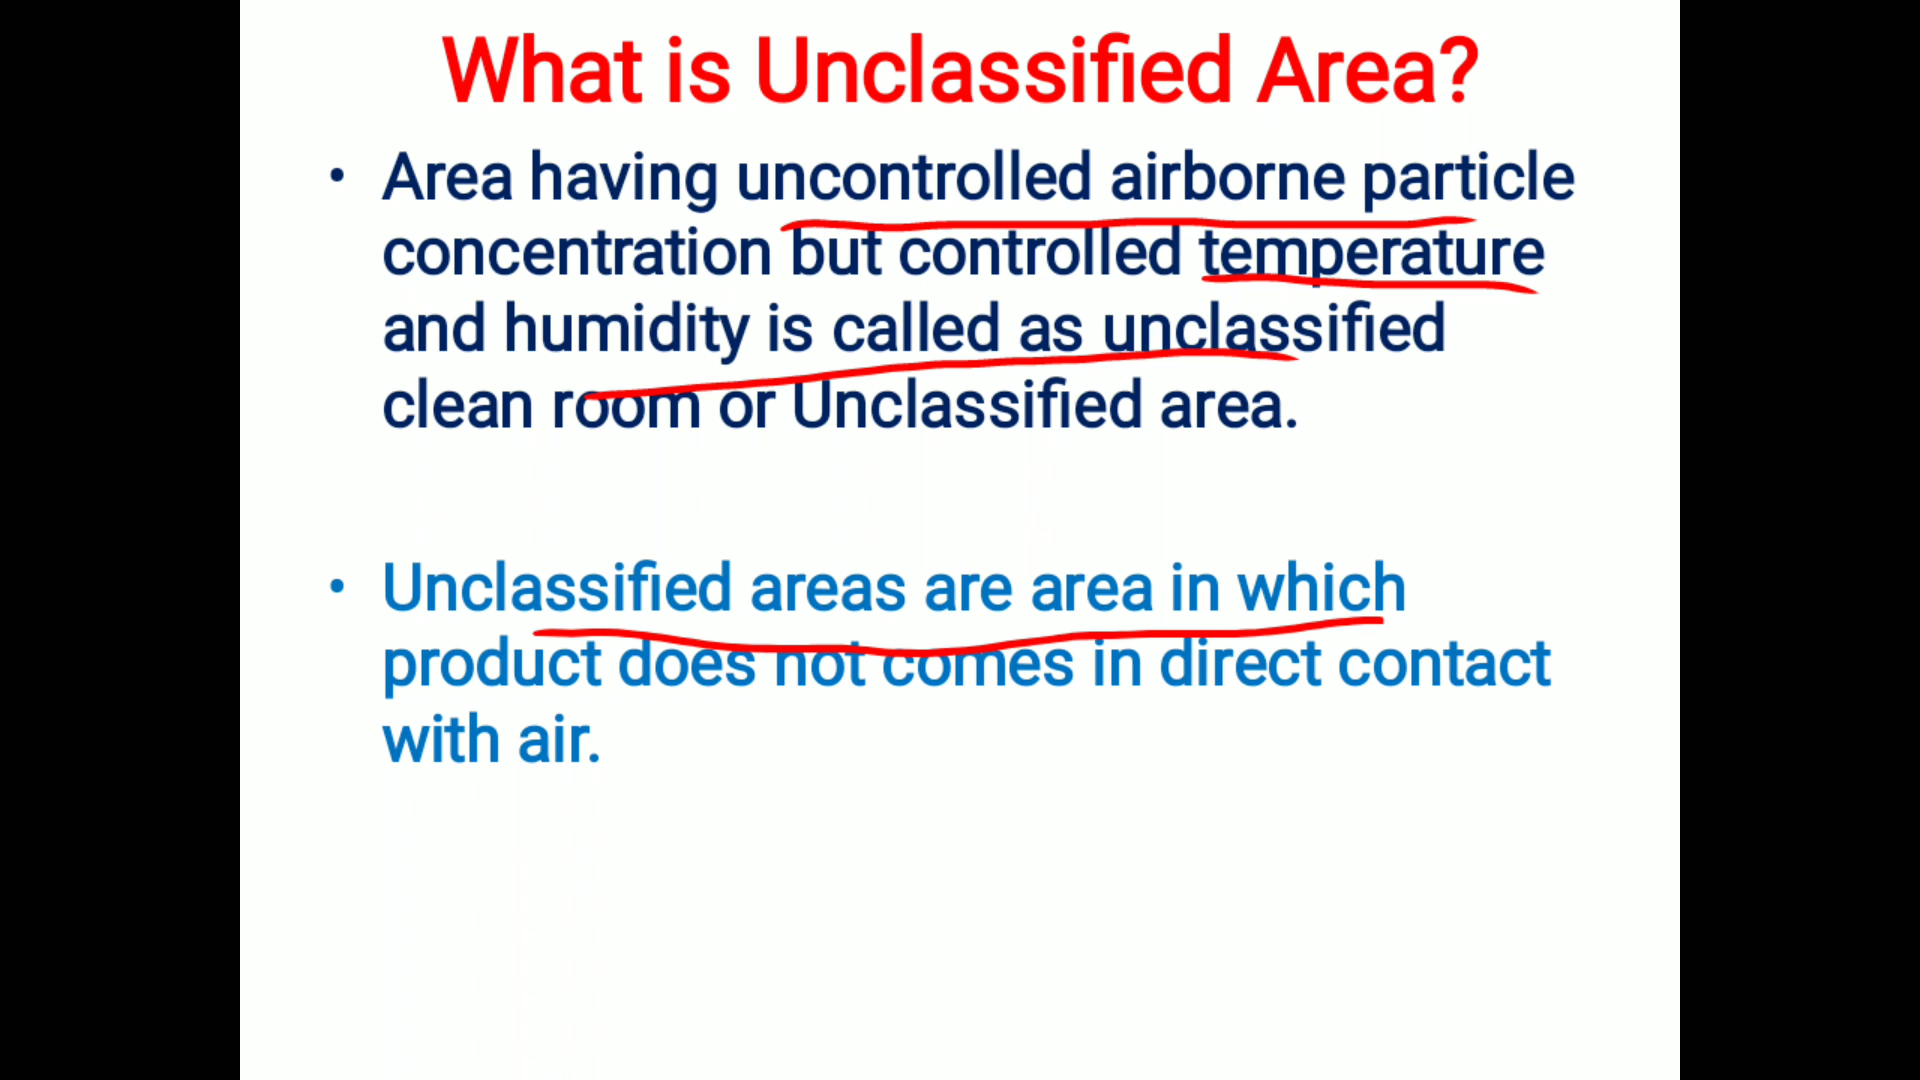 What is Unclassified Area?
• Area having uncontrolled airborne particle
concentration but controlled temperature
and humidity is called as unclassified
clean room or Unclassified area.
• Unclassified areas are area in which
product does not comes in direct contact
with air.